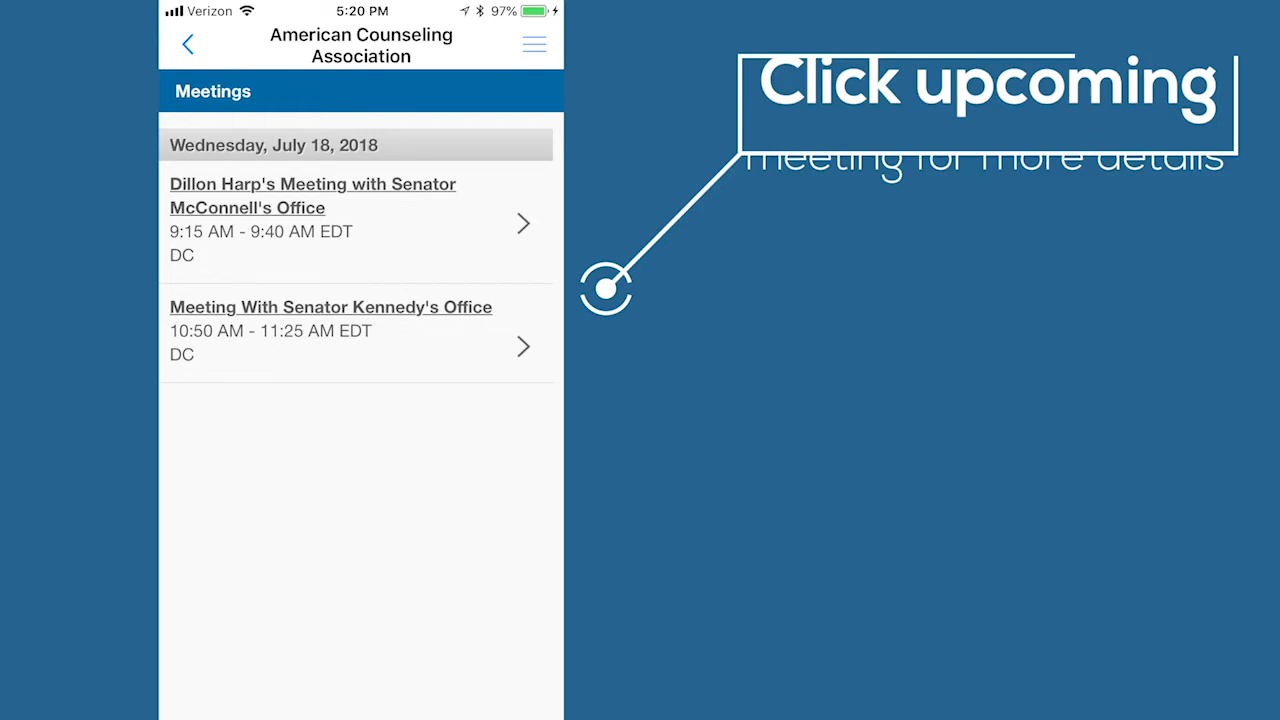 Verizon 5:20 PM 97%
American Counseling
Association
Meetings
Wednesday, July 18, 2018
Dillon Harp's Meeting with Senator
McConnell's Office
9:15 AM - 9:40 AM EDT
DC
Meeting With Senator Kennedy's Office
10:50 AM - 11:25 AM EDT
DC
Click upcoming
meeting for more details